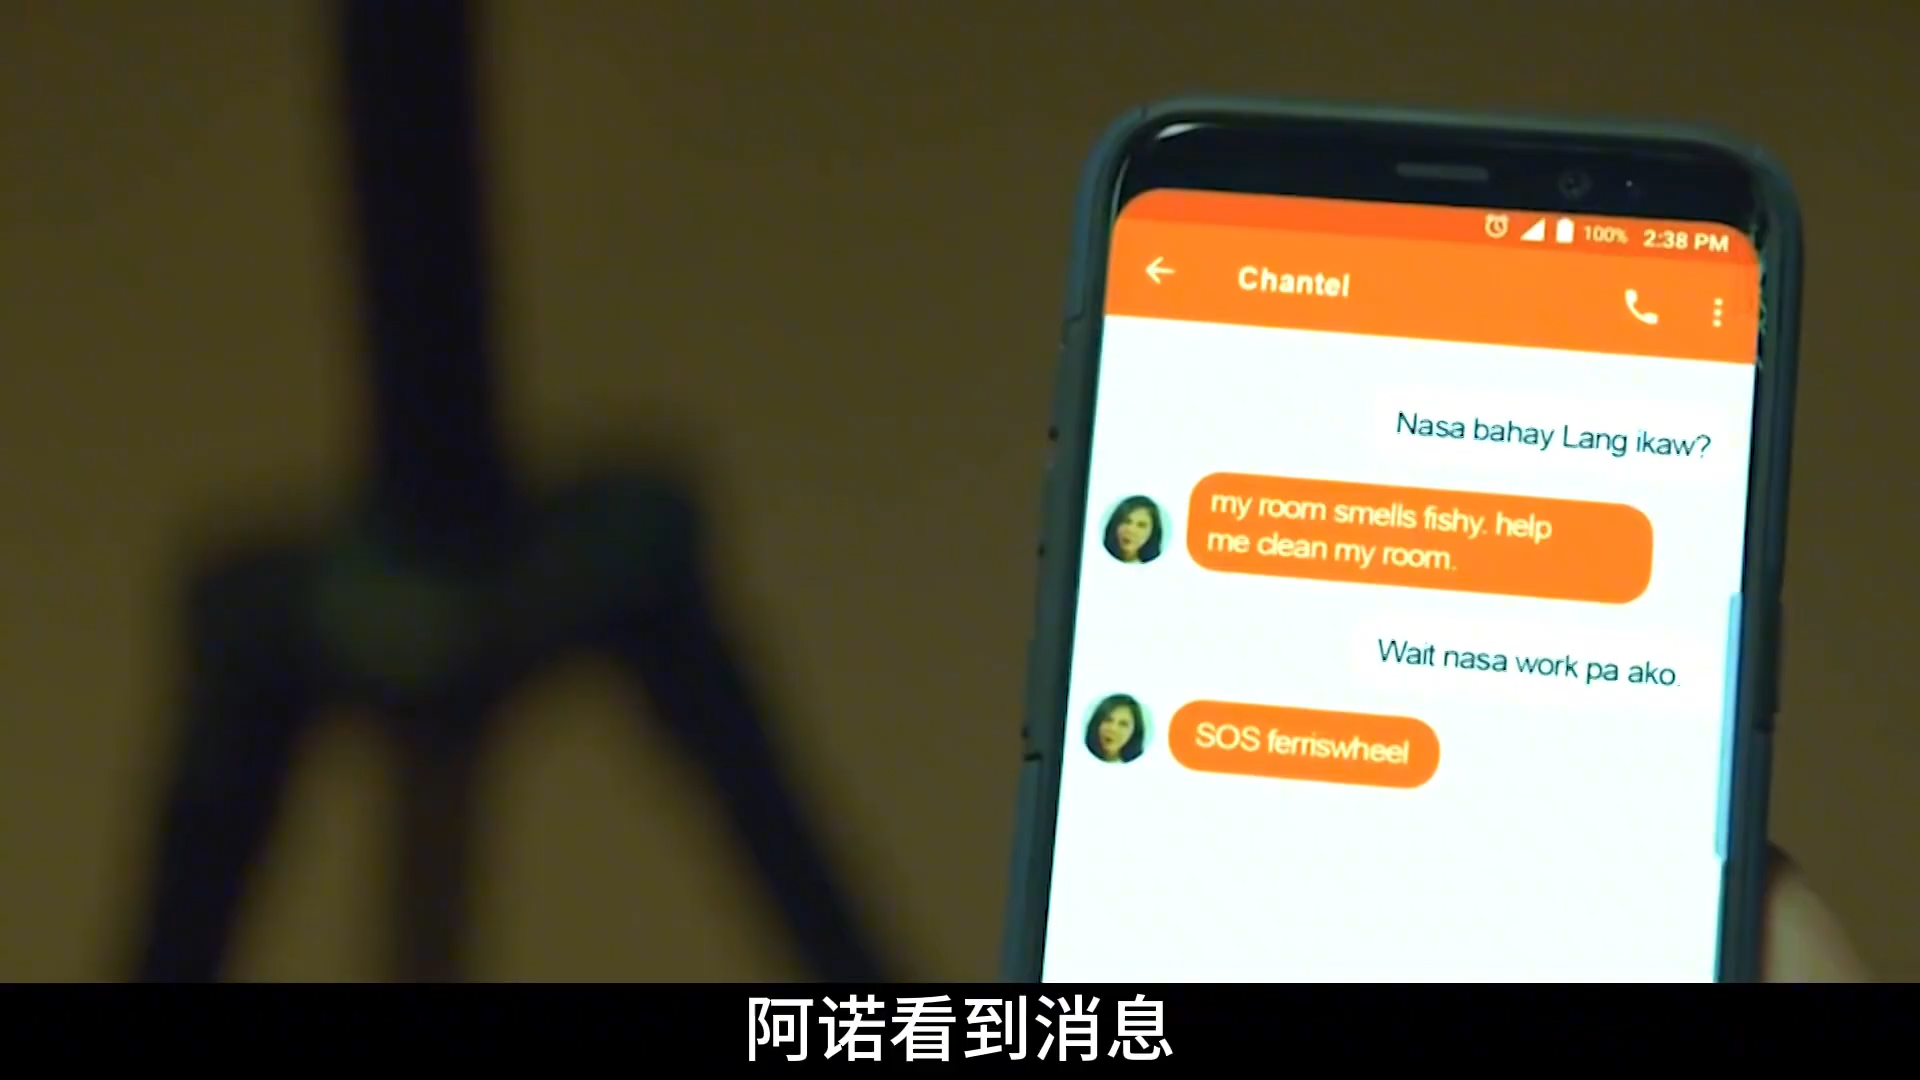 100% 2:38 PM
Chantel
Nasa bahay Lang ikaw?
my room smells fishy. help
me clean my room.
Wait nasa work pa ako.
SOS ferriswheel
阿诺看到消息